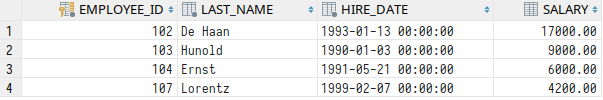 EMPLOYEE_ID LAST_NAME HIRE_DATE SALARY
1 102 De Haan 1993-01-13 00:00:00 17000.00
2 103 Hunold 1990-01-03 00:00:00 9000.00
3 104 Ernst 1991-05-21 00:00:00 6000.00
4 107 Lorentz 1999-02-07 00:00:00 4200.00